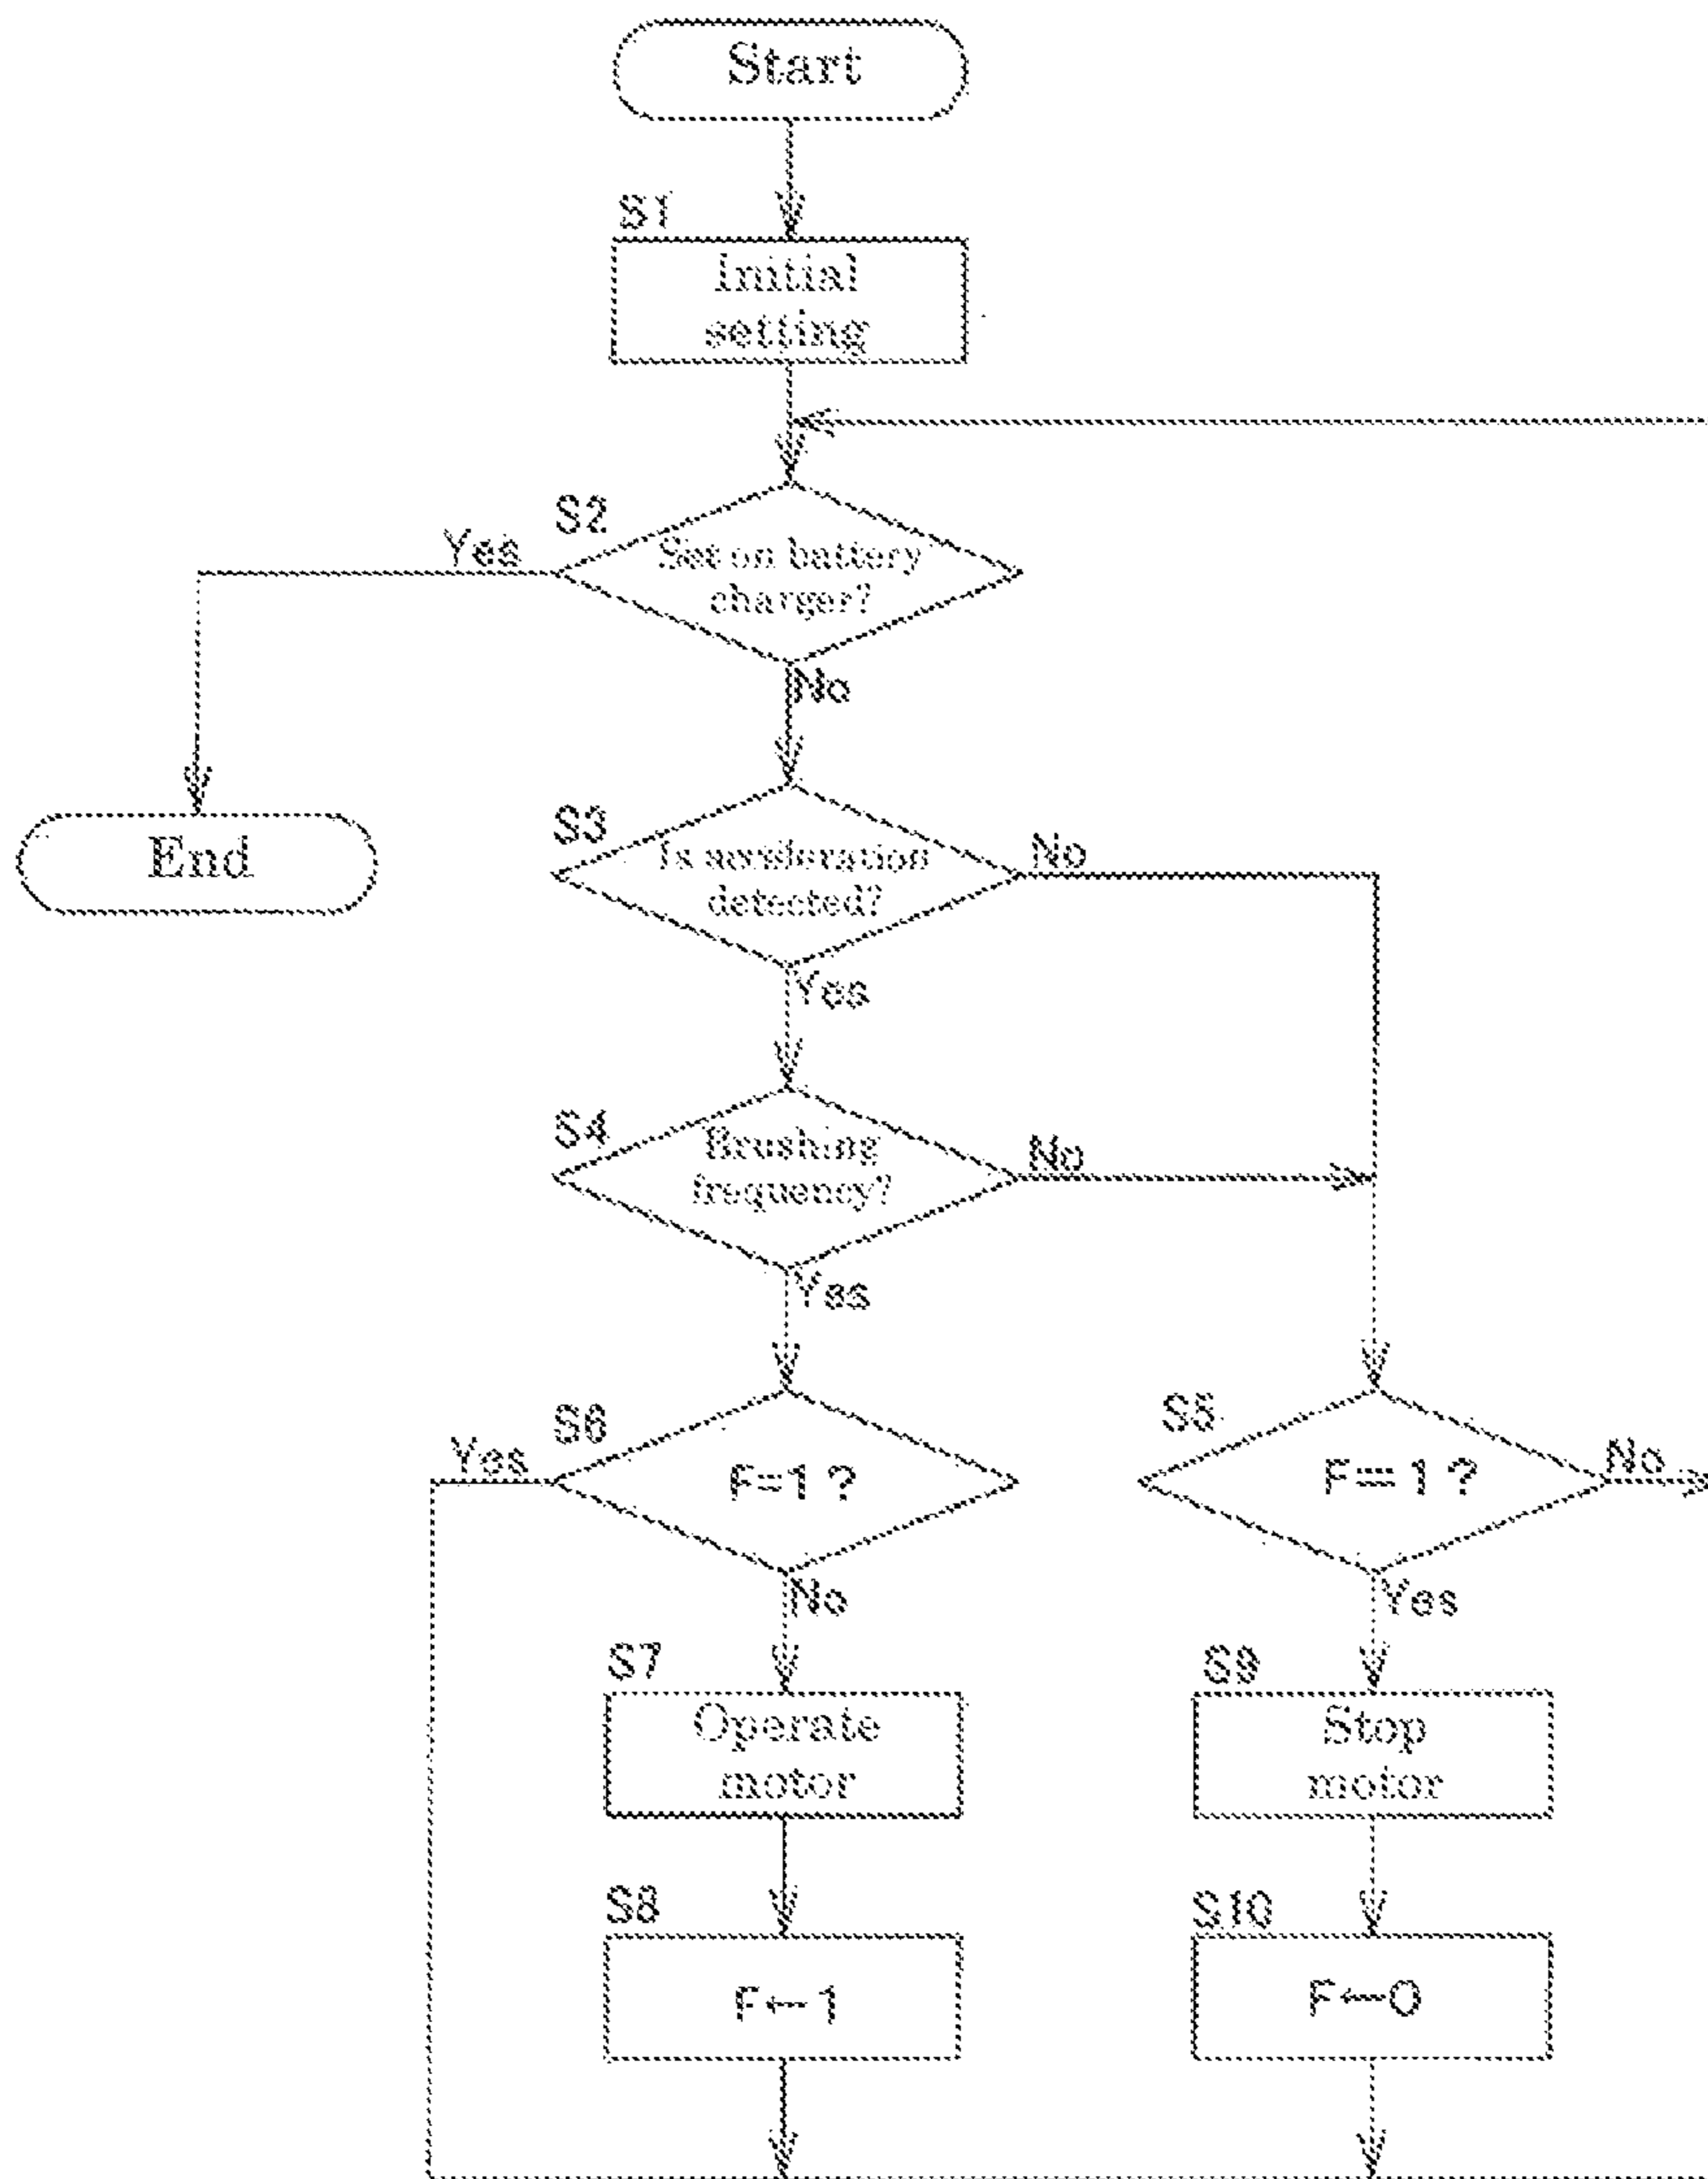 Start
S1
Initial
setting
S2
Yes
Set on battery
charger?
No
End
S3
Is accideration
detected?
No
Yes
S4
Brushing
frequency?
No
Yes
S6
Yes
F=1?
No
S5
F=1?
No
Yes
S7
Operate
motor
S9
Stop
motor
S8
F←1
S10
F←0